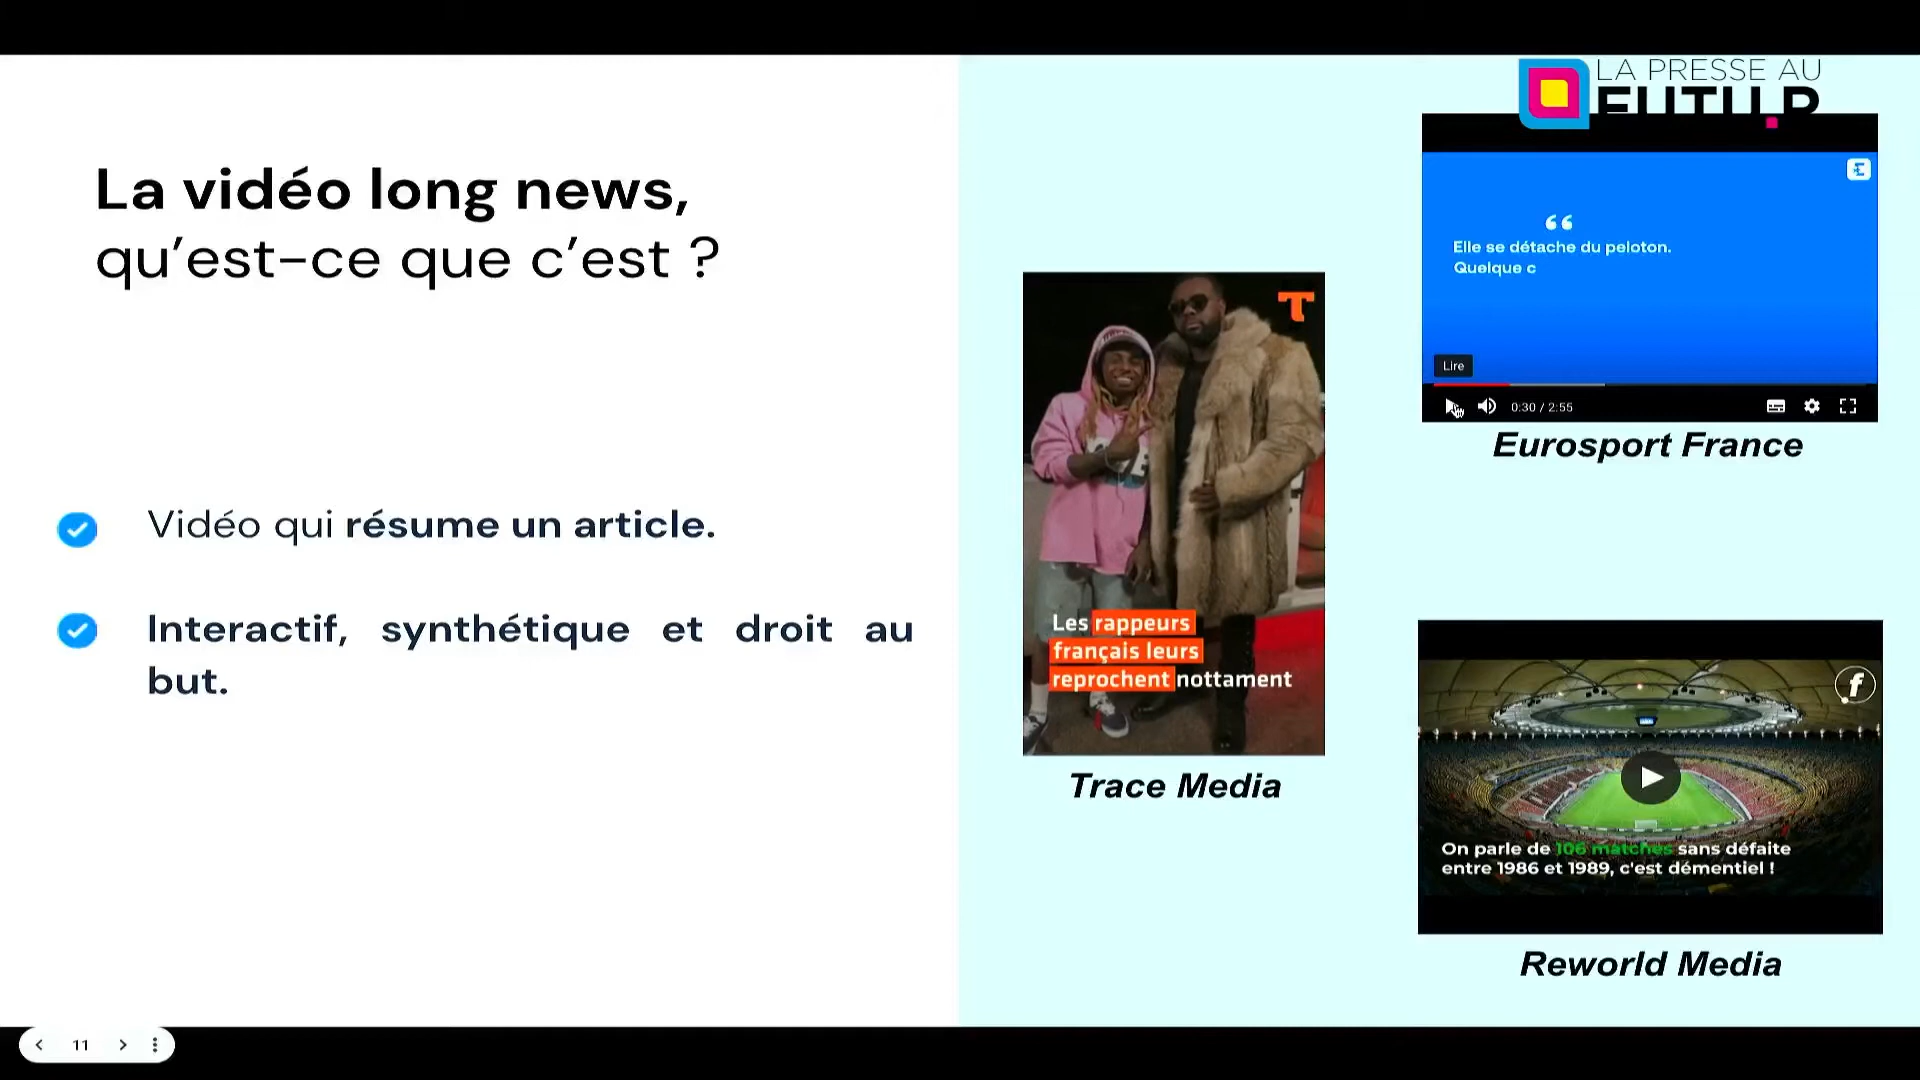 LA PRESSE AU
FUTUR
La vidéo long news,
qu’est-ce que c’est ?
Vidéo qui résume un article.
Interactif, synthétique et droit au
but.
T
Les rappeurs
français leurs
reprochent nottament
Trace Media
E
“
Elle se détache du peloton.
Quelque c
Lire
0:30 / 2:55
Eurosport France
f
On parle de 106 matches sans défaite
entre 1986 et 1989, c'est démentiel !
Reworld Media
11